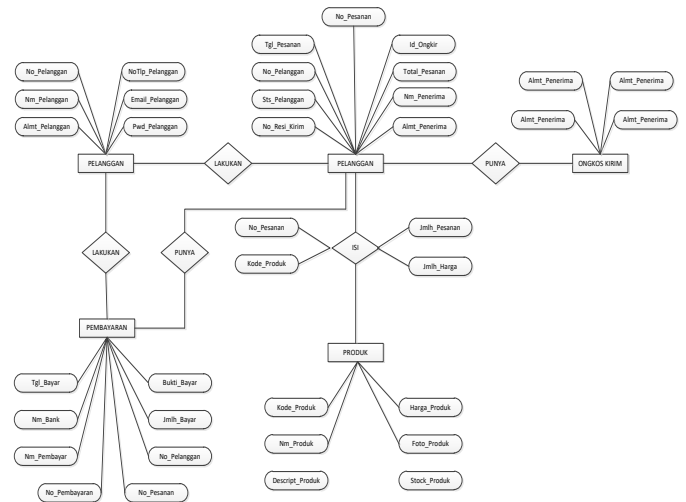 No_Pesanan
Tgl_Pesanan
Id_Ongkir
No_Pelanggan
NoTlp_Pelanggan
No_Pelanggan
Total_Pesanan
Almt_Penerima
Almt_Penerima
Nm_Pelanggan
Email_Pelanggan
Sts_Pelanggan
Nm_Penerima
Almt_Pelanggan
Pwd_Pelanggan
No_Resi_Kirim
Almt_Penerima
Almt_Penerima
Almt_Penerima
PELANGGAN
LAKUKAN
PELANGGAN
PUNYA
ONGKOS KIRIM
No_Pesanan
Jmlh_Pesanan
LAKUKAN
PUNYA
ISI
Kode_Produk
Jmlh_Harga
PEMBAYARAN
PRODUK
Tgl_Bayar
Bukti_Bayar
Kode_Produk
Harga_Produk
Nm_Bank
Jmlh_Bayar
Nm_Produk
Foto_Produk
Nm_Pembayar
No_Pelanggan
Descript_Produk
Stock_Produk
No_Pembayaran
No_Pesanan